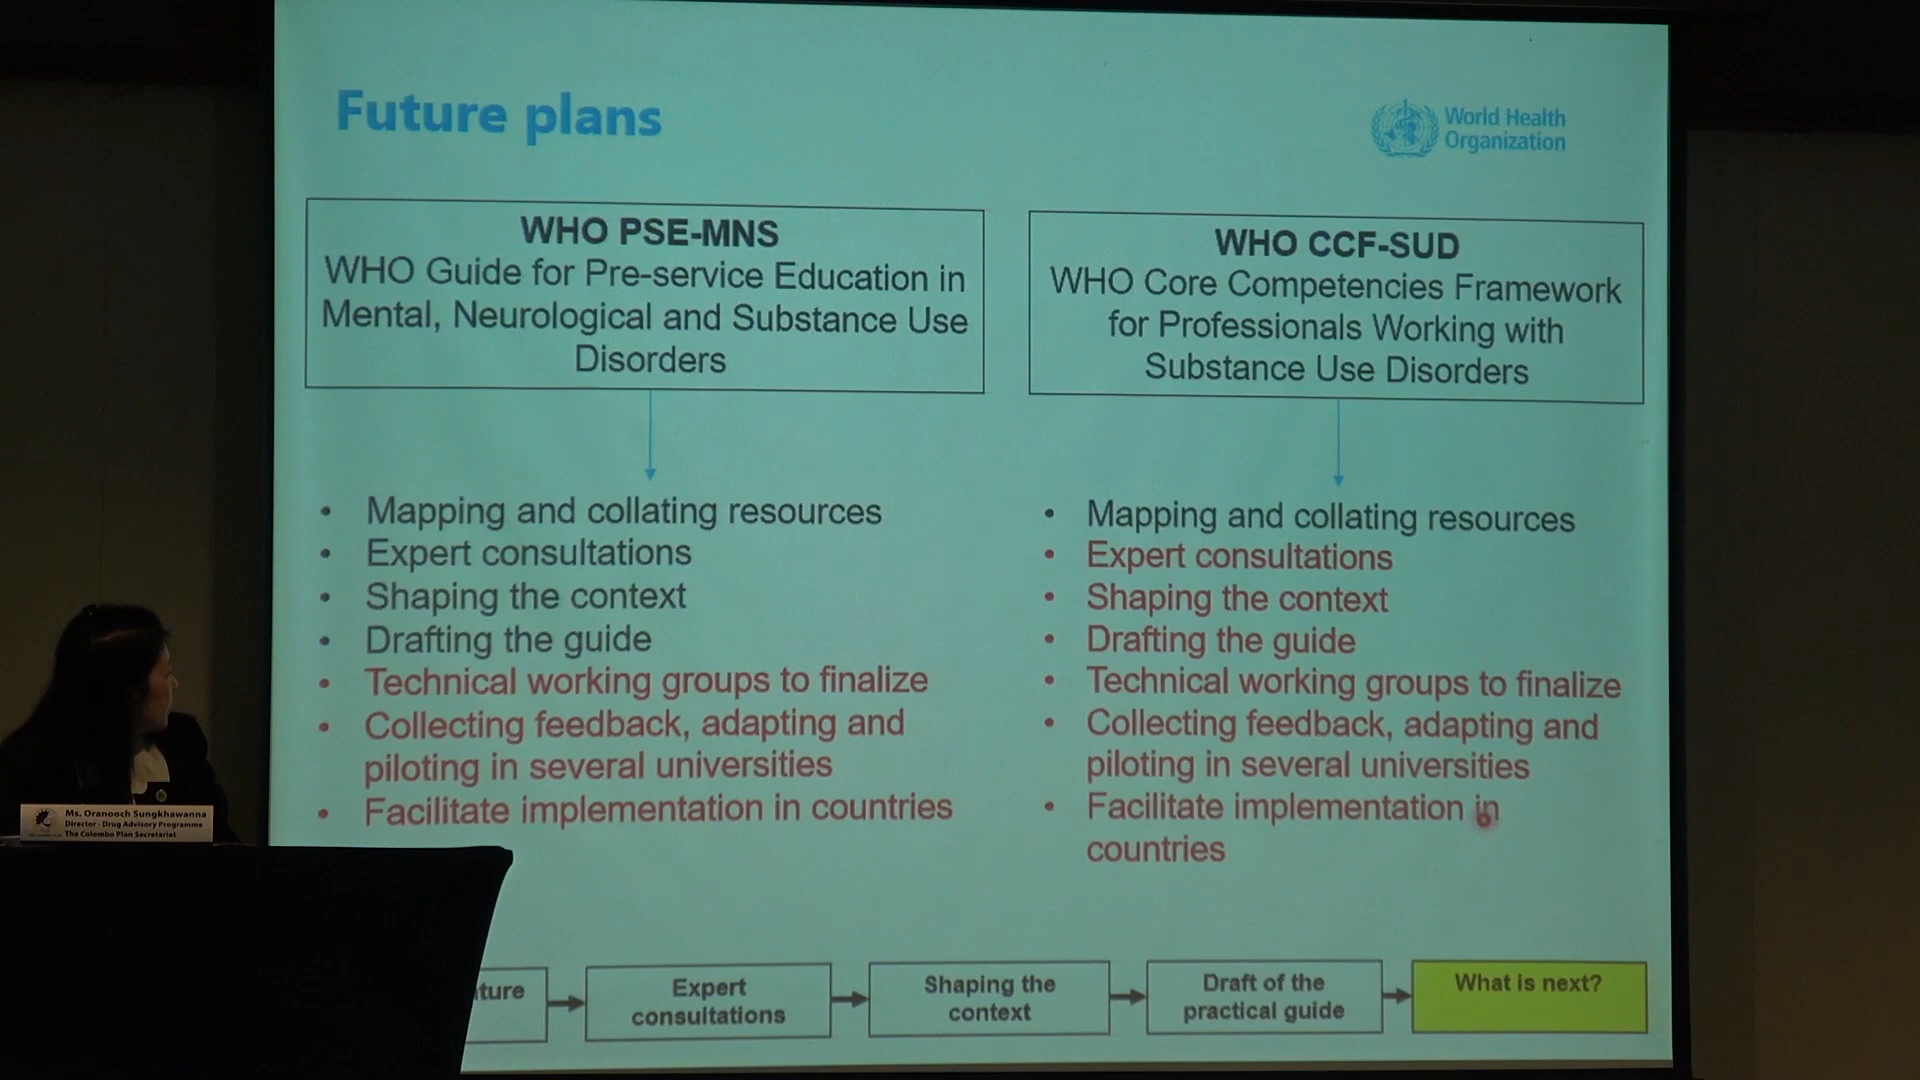 Future plans
World Health
Organization
WHO PSE-MNS
WHO Guide for Pre-service Education in
Mental, Neurological and Substance Use
Disorders
WHO CCF-SUD
WHO Core Competencies Framework
for Professionals Working with
Substance Use Disorders
• Mapping and collating resources
• Expert consultations
• Shaping the context
• Drafting the guide
• Technical working groups to finalize
• Collecting feedback, adapting and
piloting in several universities
• Facilitate implementation in countries
• Mapping and collating resources
• Expert consultations
• Shaping the context
• Drafting the guide
• Technical working groups to finalize
• Collecting feedback, adapting and
piloting in several universities
• Facilitate implementation in
countries
Ms. Oranooch Sungkhawanna
Director - Drug Advisory Programme
The Colombo Plan Secretariat
ture
Expert
consultations
Shaping the
context
Draft of the
practical guide
What is next?